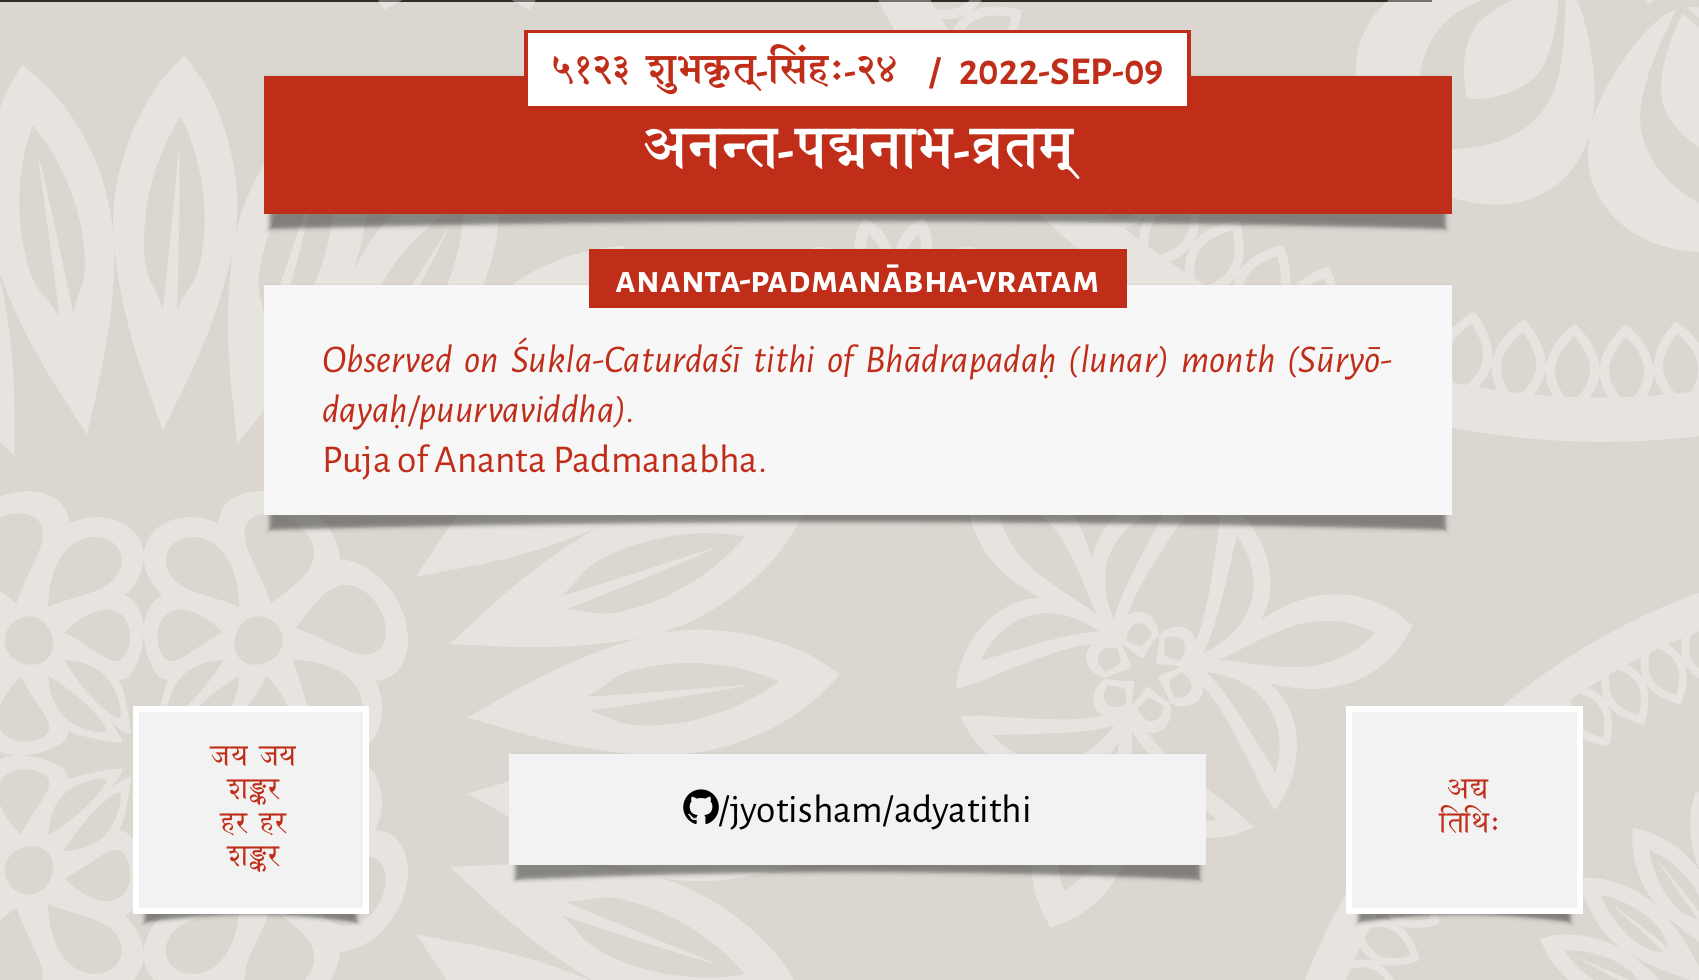 ५१२३ शुभकृत्-सिंहः-२४ / 2022-SEP-09
अनन्त-पद्मनाभ-व्रतम्
ANANTA-PADMANĀBHA-VRATAM
Observed on Śukla-Caturdaśī tithi of Bhādrapadaḥ (lunar) month (Sūryō-
dayaḥ/puurvaviddha).
Puja of Ananta Padmanabha.
जय जय
शङ्कर
हर हर
शङ्कर
/jyotisham/adyatithi
अद्य
तिथिः